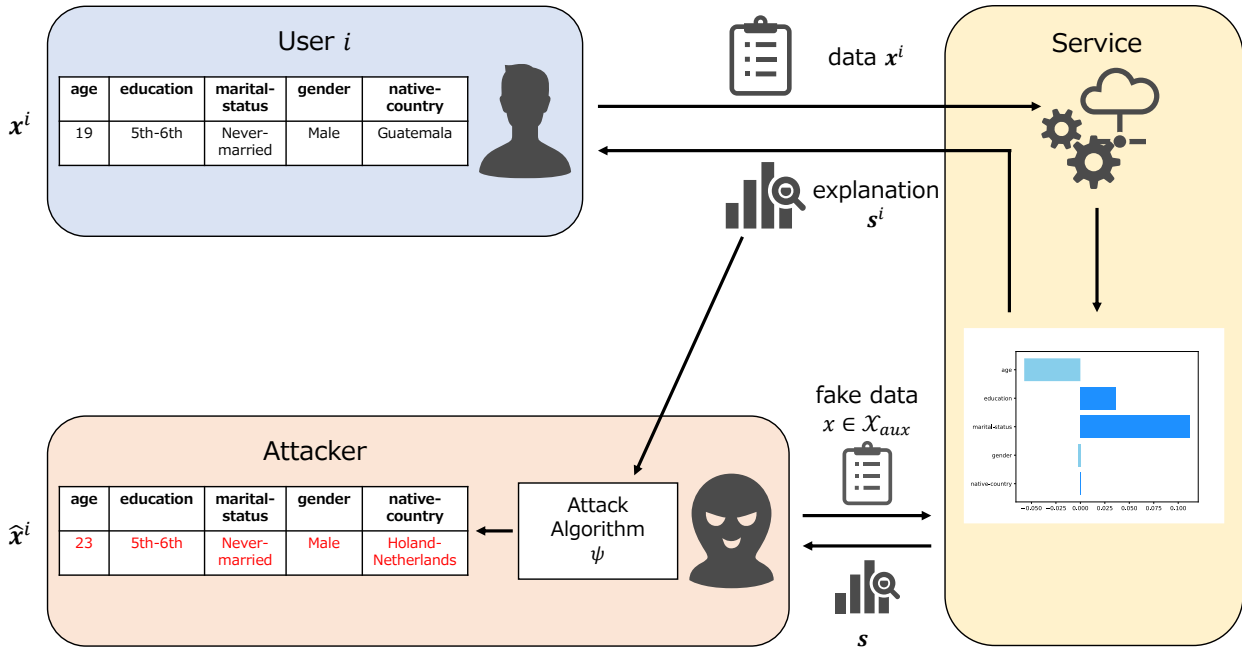 User i
age education marital-status gender native-country
19 5th-6th Never-married Male Guatemala
x^i
data x^i
Service
explanation
s^i
age
education
marital-status
gender
native-country
−0.050 −0.025 0.000 0.025 0.050 0.075 0.100
fake data
x ∈ X_aux
s
Attacker
age education marital-status gender native-country
23 5th-6th Never-married Male Holand-Netherlands
x̂^i
Attack
Algorithm
ψ